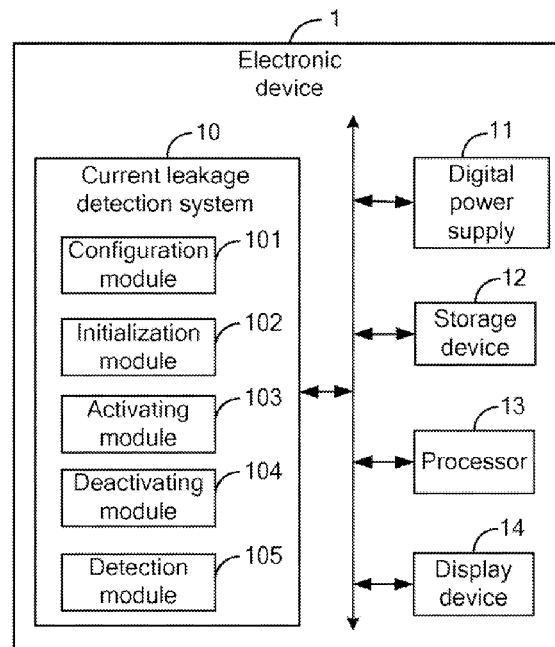 1
Electronic
device
10
Current leakage
detection system
Configuration
module
101
Initialization
module
102
Activating
module
103
Deactivating
module
104
Detection
module
105
11
Digital
power
supply
12
Storage
device
13
Processor
14
Display
device